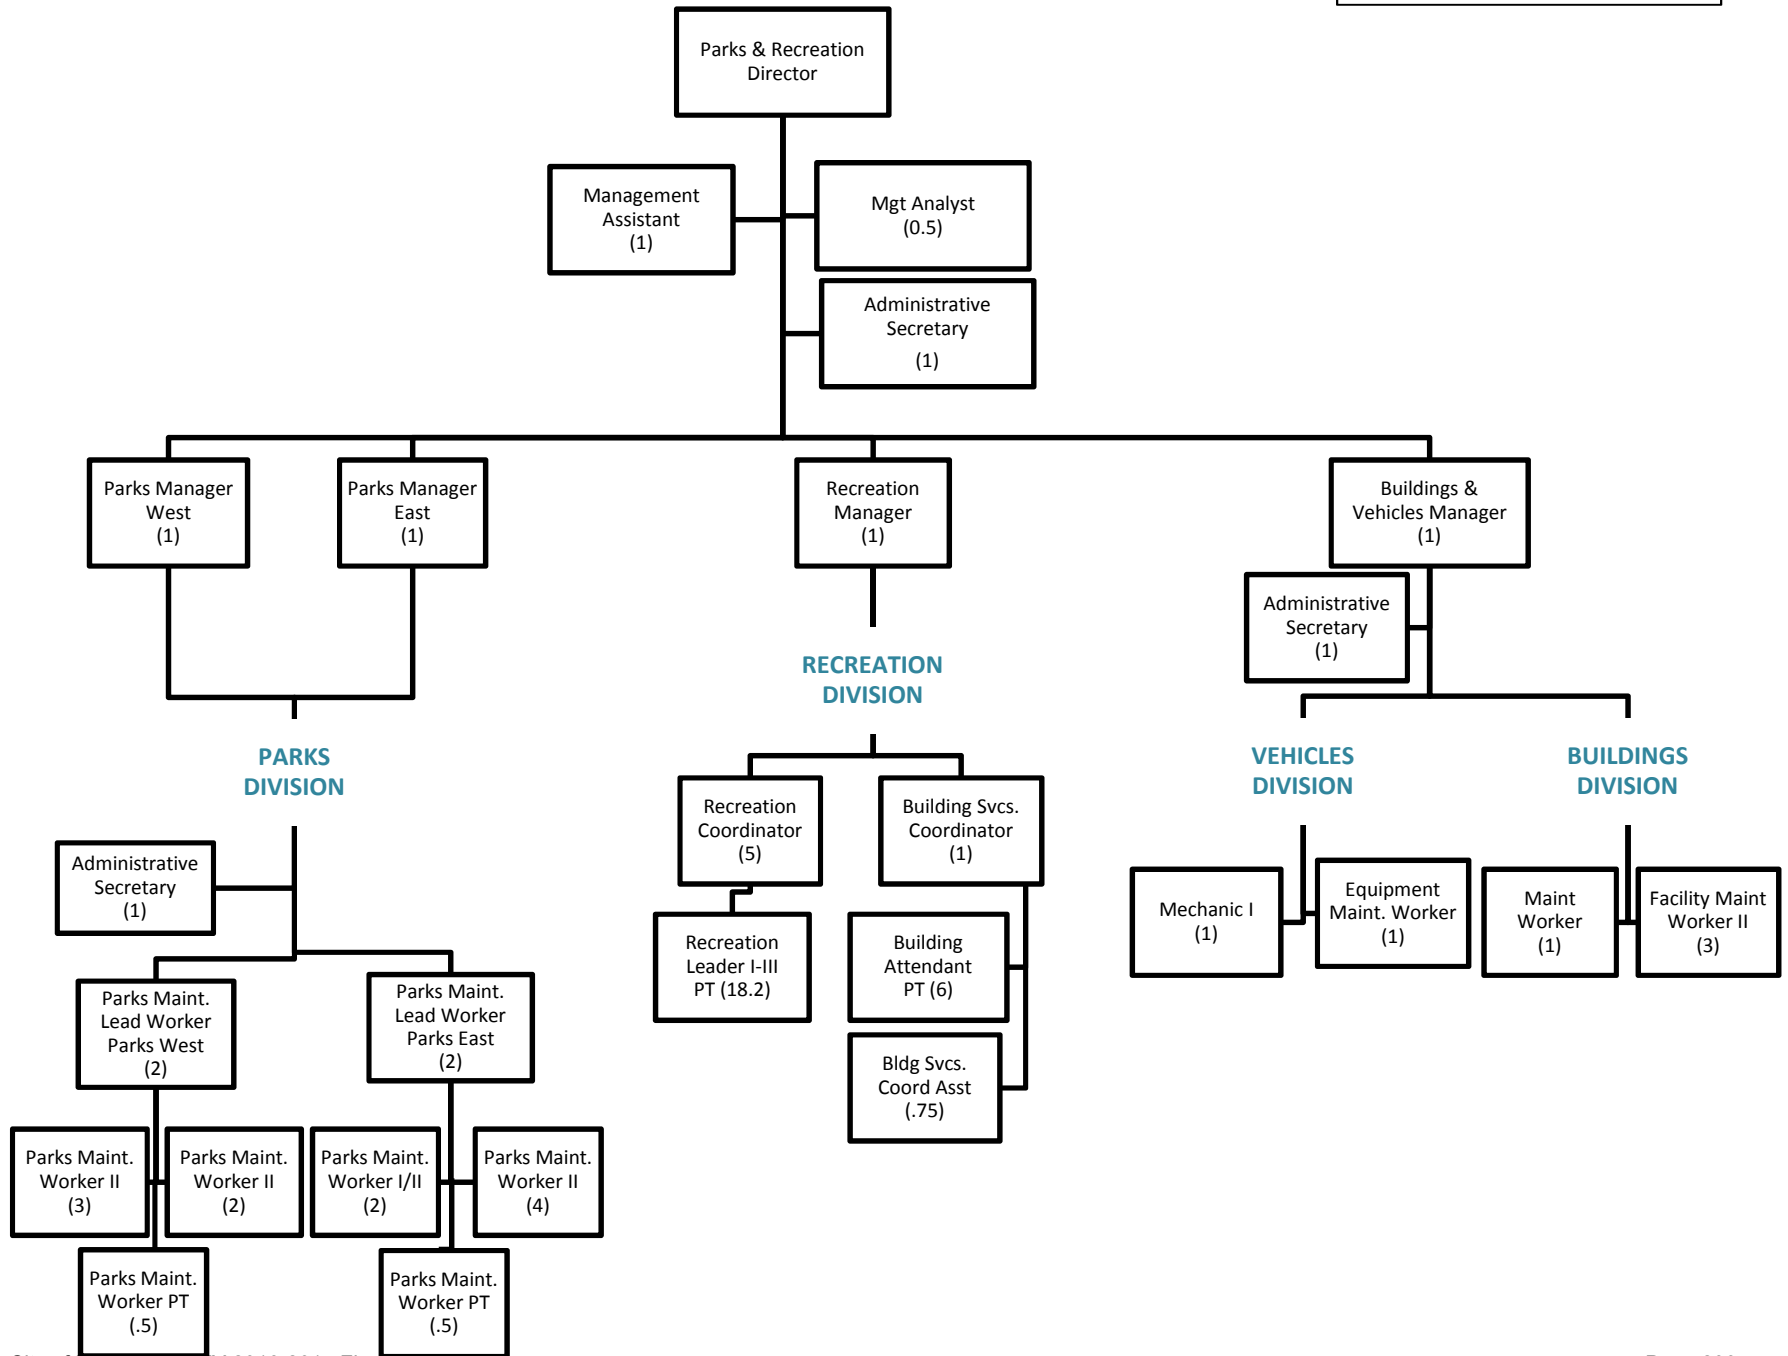 Parks & Recreation
Director
Management
Assistant
(1)
Mgt Analyst
(0.5)
Administrative
Secretary
(1)
Parks Manager
West
(1)
Parks Manager
East
(1)
Recreation
Manager
(1)
Buildings &
Vehicles Manager
(1)
Administrative
Secretary
(1)
RECREATION
DIVISION
PARKS
DIVISION
VEHICLES
DIVISION
BUILDINGS
DIVISION
Recreation
Coordinator
(5)
Building Svcs.
Coordinator
(1)
Administrative
Secretary
(1)
Mechanic I
(1)
Equipment
Maint. Worker
(1)
Maint
Worker
(1)
Facility Maint
Worker II
(3)
Recreation
Leader I-III
PT (18.2)
Building
Attendant
PT (6)
Bldg Svcs.
Coord Asst
(.75)
Parks Maint.
Lead Worker
Parks West
(2)
Parks Maint.
Lead Worker
Parks East
(2)
Parks Maint.
Worker II
(3)
Parks Maint.
Worker II
(2)
Parks Maint.
Worker I/II
(2)
Parks Maint.
Worker II
(4)
Parks Maint.
Worker PT
(.5)
Parks Maint.
Worker PT
(.5)